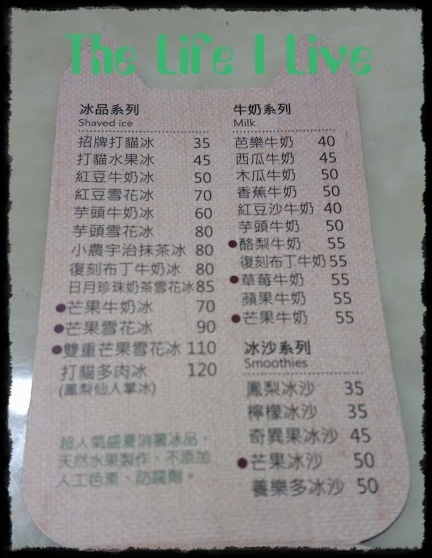 The Life I Live
冰品系列
Shaved ice
招牌打貓冰 35
打貓水果冰 45
紅豆牛奶冰 50
紅豆雪花冰 70
芋頭牛奶冰 60
芋頭雪花冰 80
小農宇治抹茶冰 80
復刻布丁牛奶冰 80
日月珍珠奶茶雪花冰 85
●芒果牛奶冰 70
●芒果雪花冰 90
●雙重芒果雪花冰 110
打貓多肉冰 120
(鳳梨仙人掌冰)
超人氣盛夏消暑冰品,
天然水果製作,不添加
人工色素、防腐劑。
牛奶系列
Milk
芭樂牛奶 40
西瓜牛奶 45
木瓜牛奶 50
香蕉牛奶 50
紅豆沙牛奶 40
芋頭牛奶 50
●酪梨牛奶 55
復刻布丁牛奶 55
●草莓牛奶 55
蘋果牛奶 55
●芒果牛奶 55
冰沙系列
Smoothies
鳳梨冰沙 35
檸檬冰沙 35
奇異果冰沙 45
●芒果冰沙 50
養樂多冰沙 50